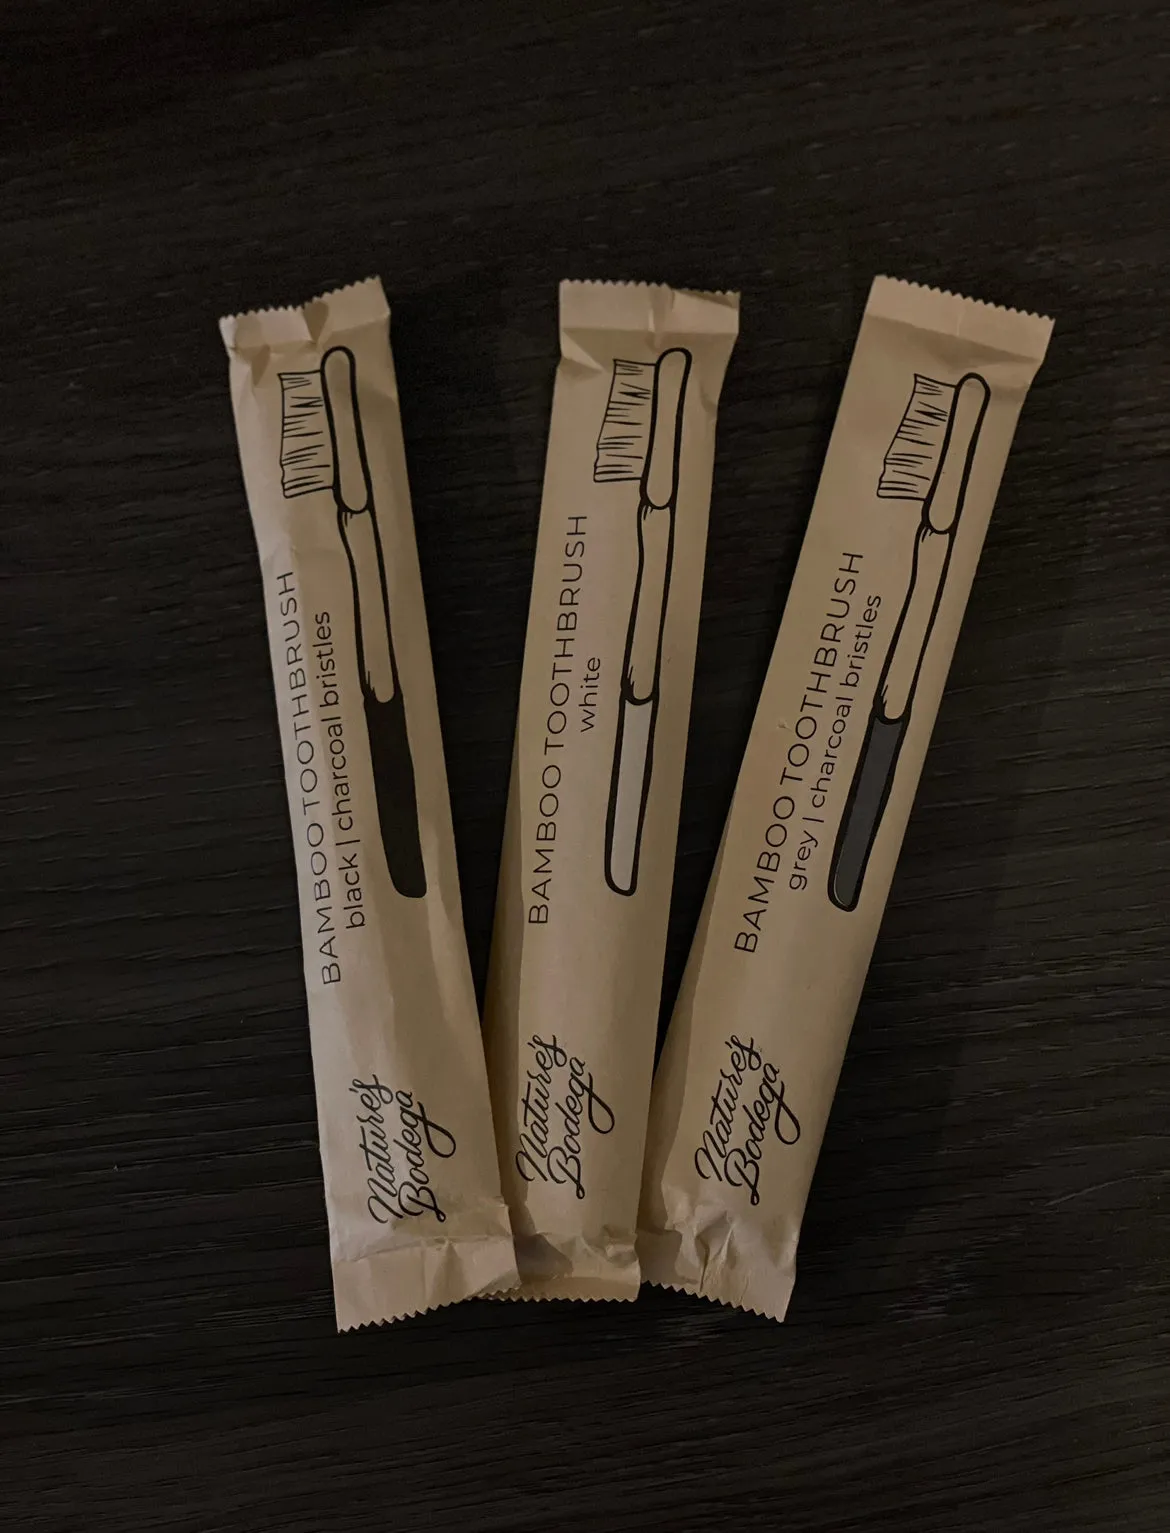 BAMBOO TOOTHBRUSH
black | charcoal bristles
Nature's
Bodega
BAMBOO TOOTHBRUSH
white
Nature's
Bodega
BAMBOO TOOTHBRUSH
grey | charcoal bristles
Nature's
Bodega